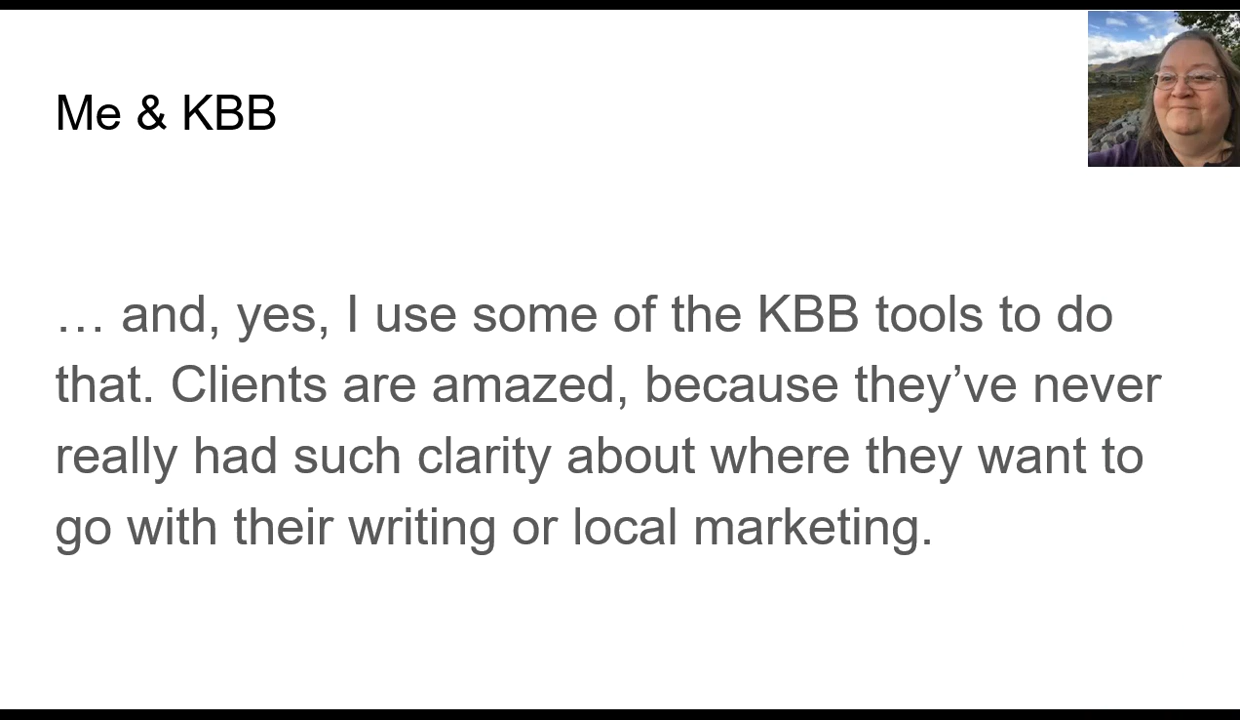 Me & KBB
… and, yes, I use some of the KBB tools to do
that. Clients are amazed, because they’ve never
really had such clarity about where they want to
go with their writing or local marketing.